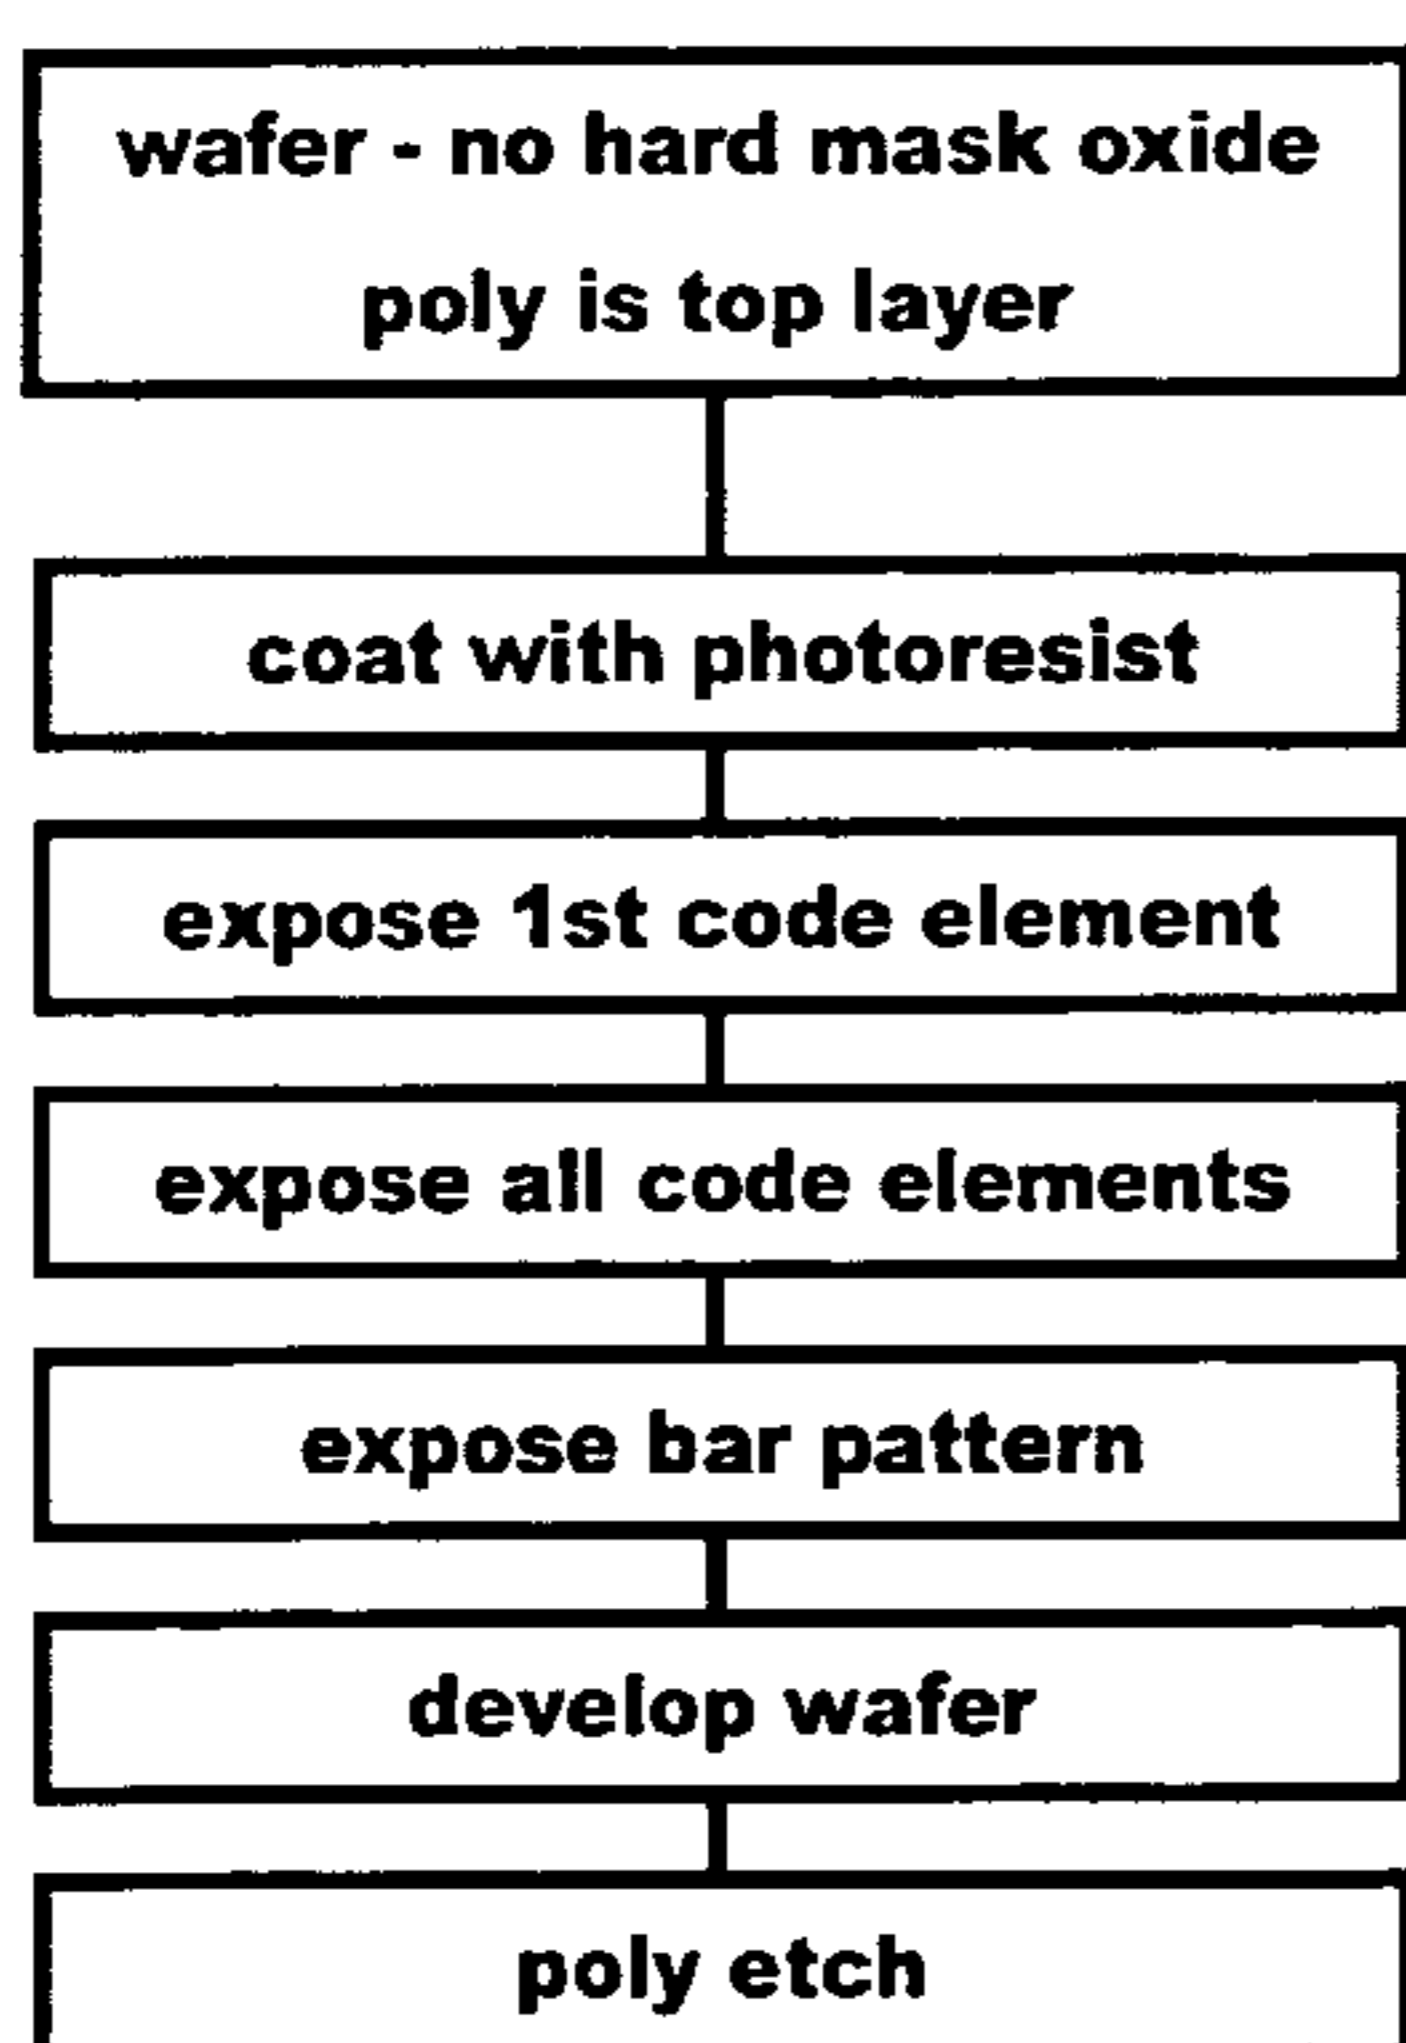 wafer - no hard mask oxide
poly is top layer
coat with photoresist
expose 1st code element
expose all code elements
expose bar pattern
develop wafer
poly etch